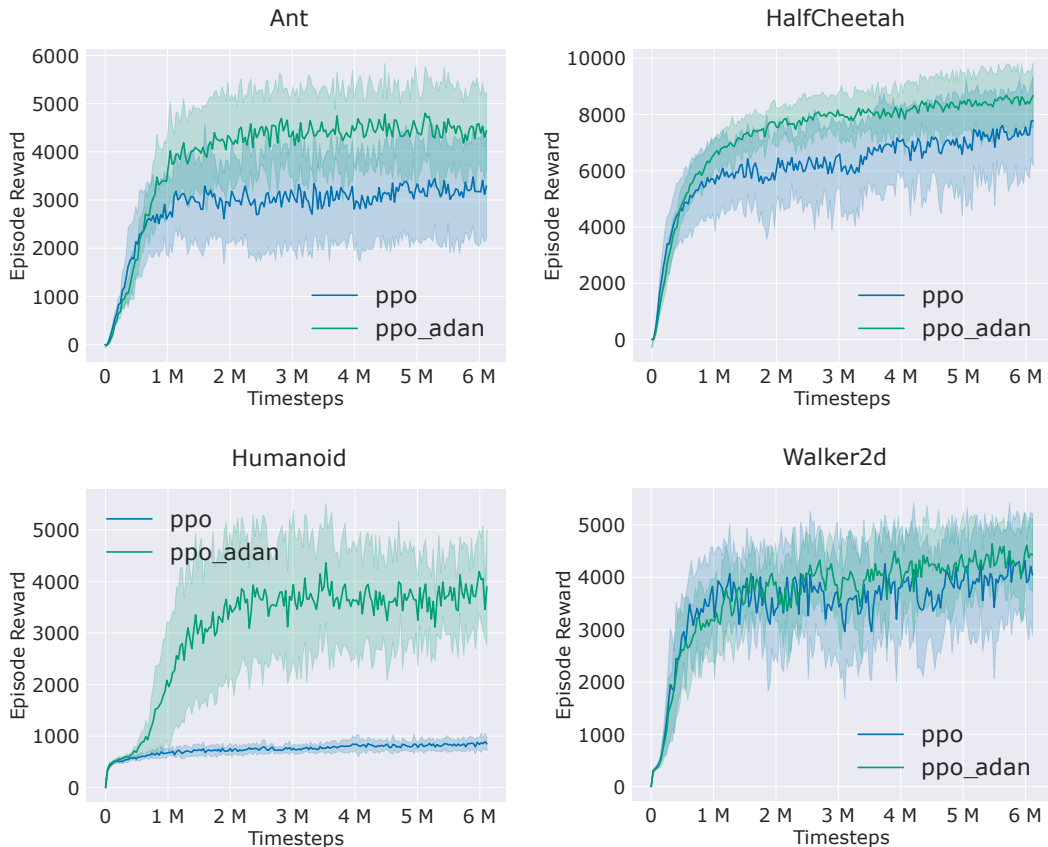 Ant
6000
5000
4000
3000
2000
1000
0
Episode Reward
ppo
ppo_adan
0 1 M 2 M 3 M 4 M 5 M 6 M
Timesteps
HalfCheetah
10000
8000
6000
4000
2000
0
Episode Reward
ppo
ppo_adan
0 1 M 2 M 3 M 4 M 5 M 6 M
Timesteps
Humanoid
5000
4000
3000
2000
1000
0
Episode Reward
ppo
ppo_adan
0 1 M 2 M 3 M 4 M 5 M 6 M
Timesteps
Walker2d
5000
4000
3000
2000
1000
0
Episode Reward
ppo
ppo_adan
0 1 M 2 M 3 M 4 M 5 M 6 M
Timesteps